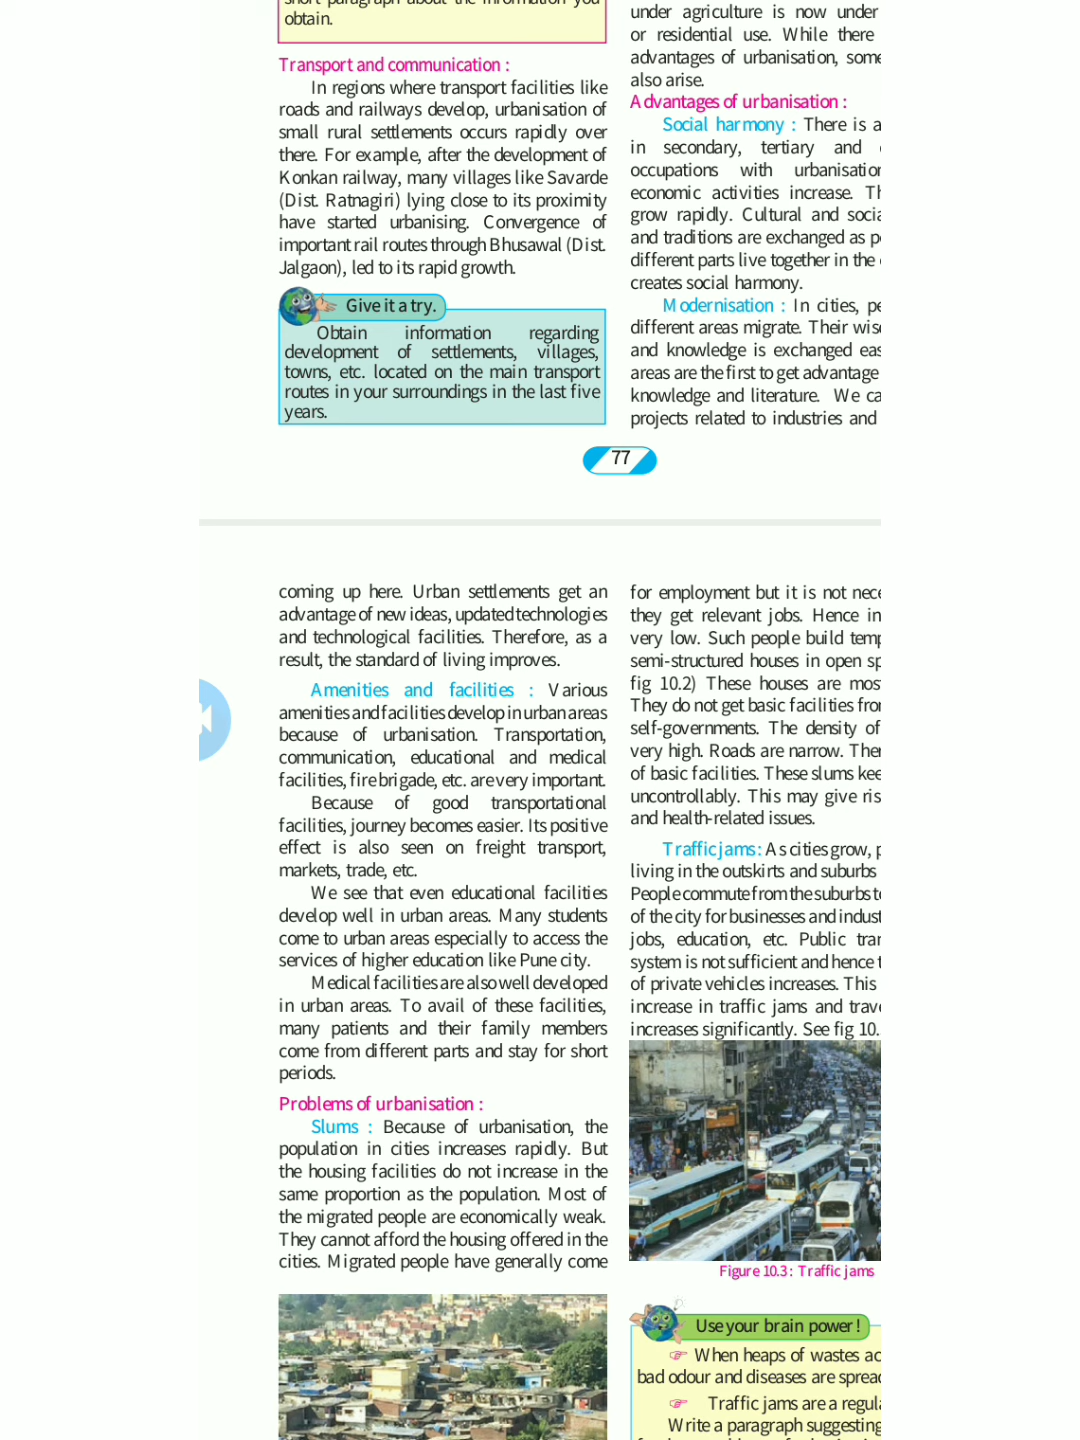 short paragraph about the information you
obtain.
Transport and communication :
In regions where transport facilities like
roads and railways develop, urbanisation of
small rural settlements occurs rapidly over
there. For example, after the development of
Konkan railway, many villages like Savarde
(Dist. Ratnagiri) lying close to its proximity
have started urbanising. Convergence of
important rail routes through Bhusawal (Dist.
Jalgaon), led to its rapid growth.
Give it a try.
Obtain information regarding
development of settlements, villages,
towns, etc. located on the main transport
routes in your surroundings in the last five
years.
under agriculture is now under
or residential use. While there
advantages of urbanisation, some
also arise.
Advantages of urbanisation :
Social harmony : There is a
in secondary, tertiary and
occupations with urbanisation
economic activities increase.
grow rapidly. Cultural and
and traditions are exchanged as
different parts live together in the
creates social harmony.
Modernisation : In cities,
different areas migrate. Their
and knowledge is exchanged
areas are the first to get advantage
knowledge and literature. We
projects related to industries and
77
coming up here. Urban settlements get an
advantage of new ideas, updated technologies
and technological facilities. Therefore, as a
result, the standard of living improves.
Amenities and facilities : Various
amenities and facilities develop in urban areas
because of urbanisation. Transportation,
communication, educational and medical
facilities, fire brigade, etc. are very important.
Because of good transportational
facilities, journey becomes easier. Its positive
effect is also seen on freight transport,
markets, trade, etc.
We see that even educational facilities
develop well in urban areas. Many students
come to urban areas especially to access the
services of higher education like Pune city.
Medical facilities are also well developed
in urban areas. To avail of these facilities,
many patients and their family members
come from different parts and stay for short
periods.
Problems of urbanisation :
Slums : Because of urbanisation, the
population in cities increases rapidly. But
the housing facilities do not increase in the
same proportion as the population. Most of
the migrated people are economically weak.
They cannot afford the housing offered in the
cities. Migrated people have generally come
for employment but it is not
they get relevant jobs. Hence in
very low. Such people build
semi-structured houses in open
fig 10.2) These houses are
They do not get basic facilities
self-governments. The density of
very high. Roads are narrow.
of basic facilities. These slums
uncontrollably. This may give
and health-related issues.
Traffic jams : As cities grow,
living in the outskirts and suburbs
People commute from the suburbs
of the city for businesses and
jobs, education, etc. Public
system is not sufficient and hence
of private vehicles increases. This
increase in traffic jams and
increases significantly. See fig 10.
Figure 10.3 : Traffic jams
Use your brain power !
☞ When heaps of wastes
bad odour and diseases are
☞ Traffic jams are a
Write a paragraph suggesting